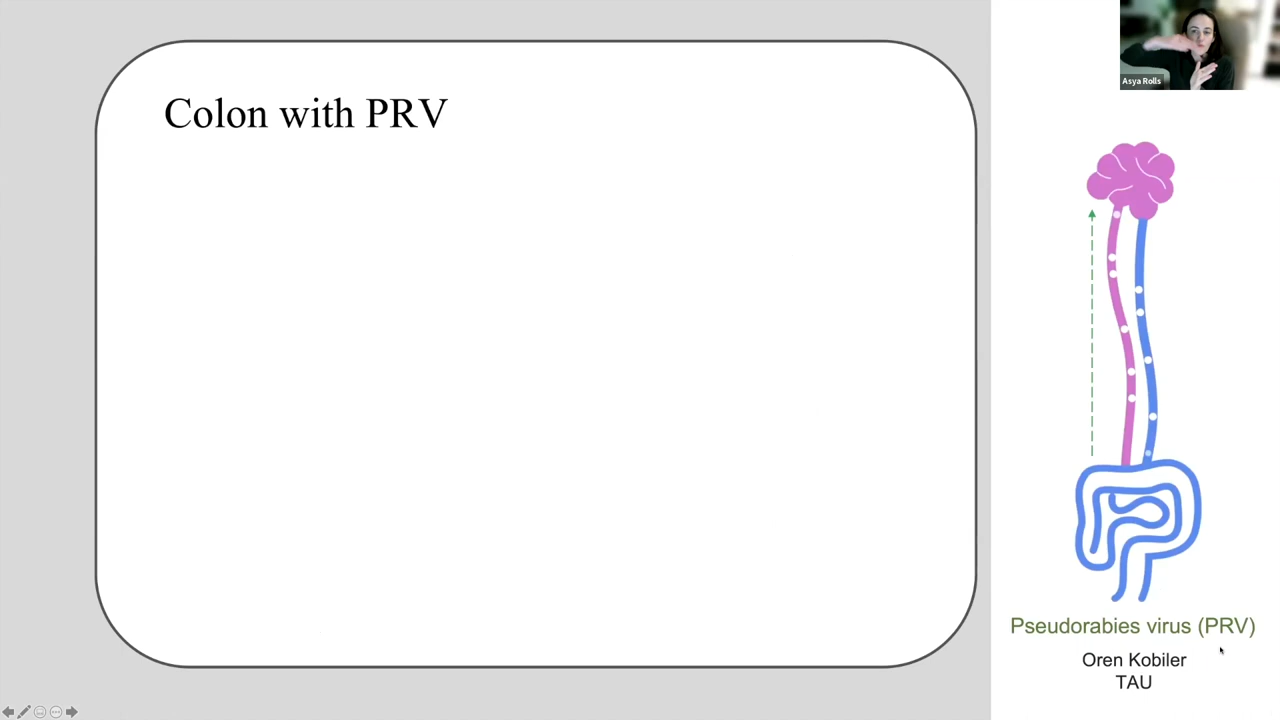 Colon with PRV
Asya Rolls
Pseudorabies virus (PRV)
Oren Kobiler
TAU